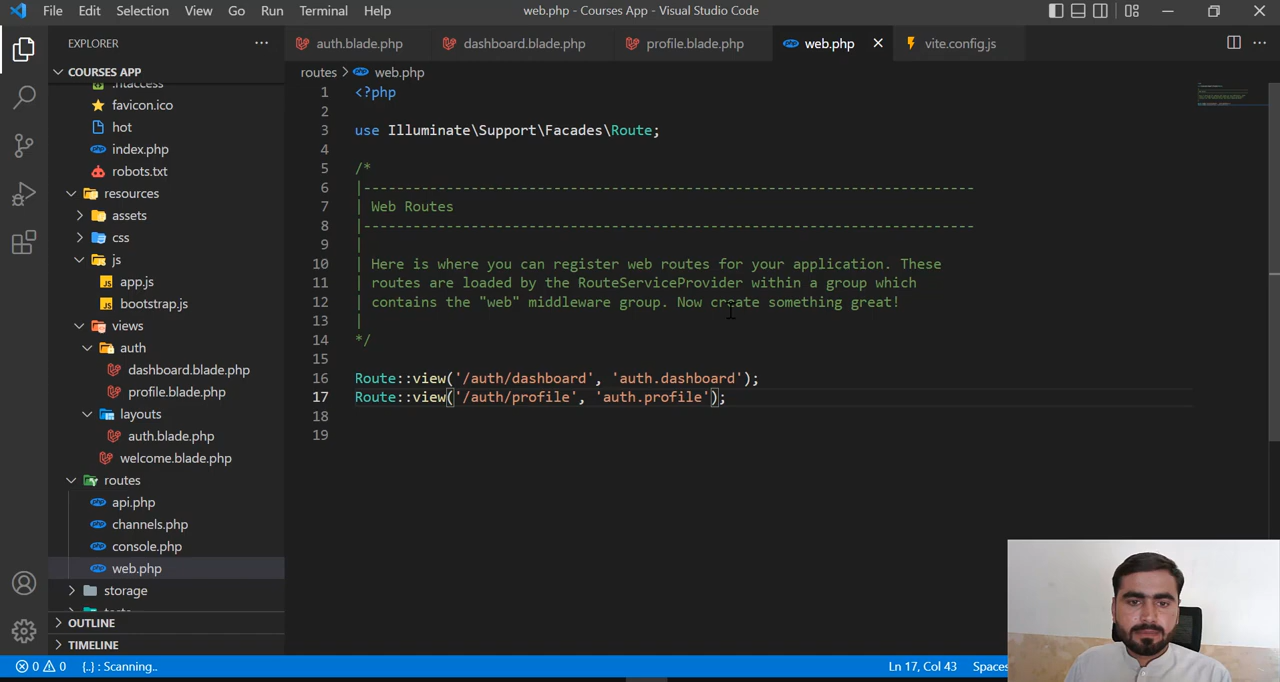 File Edit Selection View Go Run Terminal Help
web.php - Courses App - Visual Studio Code
EXPLORER
auth.blade.php
dashboard.blade.php
profile.blade.php
web.php
vite.config.js
COURSES APP
.htaccess
favicon.ico
hot
index.php
robots.txt
resources
assets
css
js
app.js
bootstrap.js
views
auth
dashboard.blade.php
profile.blade.php
layouts
auth.blade.php
welcome.blade.php
routes
api.php
channels.php
console.php
web.php
storage
tests
OUTLINE
TIMELINE
routes > web.php
1 <?php
2
3 use Illuminate\Support\Facades\Route;
4
5 /*
6 |--------------------------------------------------------------------------
7 | Web Routes
8 |--------------------------------------------------------------------------
9 |
10 | Here is where you can register web routes for your application. These
11 | routes are loaded by the RouteServiceProvider within a group which
12 | contains the "web" middleware group. Now create something great!
13 |
14 */
15
16 Route::view('/auth/dashboard', 'auth.dashboard');
17 Route::view('/auth/profile', 'auth.profile');
18
19
0 0 {..} : Scanning..
Ln 17, Col 43 Spaces